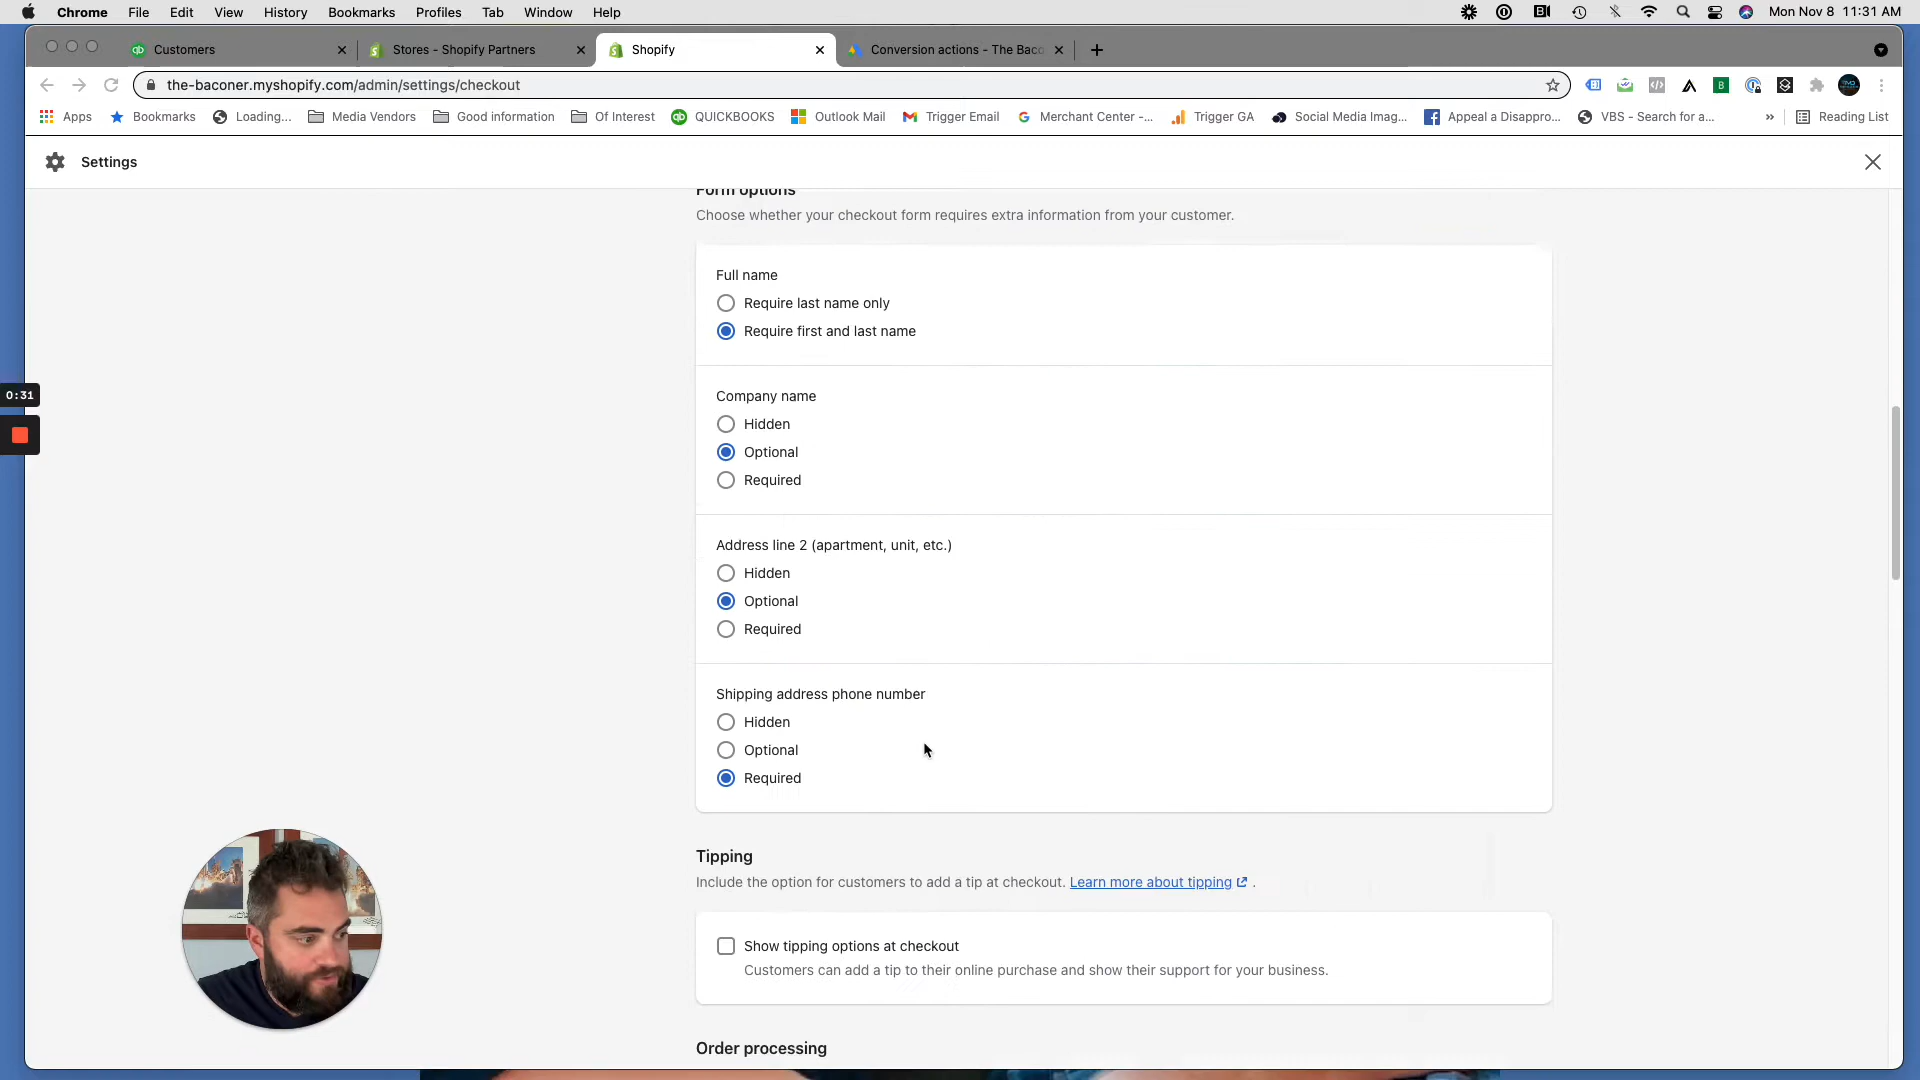 Chrome File Edit View History Bookmarks Profiles Tab Window Help Mon Nov 8 11:31 AM
Customers Stores - Shopify Partners Shopify Conversion actions - The Baco
the-baconer.myshopify.com/admin/settings/checkout
Apps Bookmarks Loading... Media Vendors Good information Of Interest QUICKBOOKS Outlook Mail Trigger Email Merchant Center -... Trigger GA Social Media Imag... Appeal a Disappro... VBS - Search for a... » Reading List
Settings
Form options
Choose whether your checkout form requires extra information from your customer.
Full name
Require last name only
Require first and last name
0:31
Company name
Hidden
Optional
Required
Address line 2 (apartment, unit, etc.)
Hidden
Optional
Required
Shipping address phone number
Hidden
Optional
Required
Tipping
Include the option for customers to add a tip at checkout. Learn more about tipping .
Show tipping options at checkout
Customers can add a tip to their online purchase and show their support for your business.
Order processing